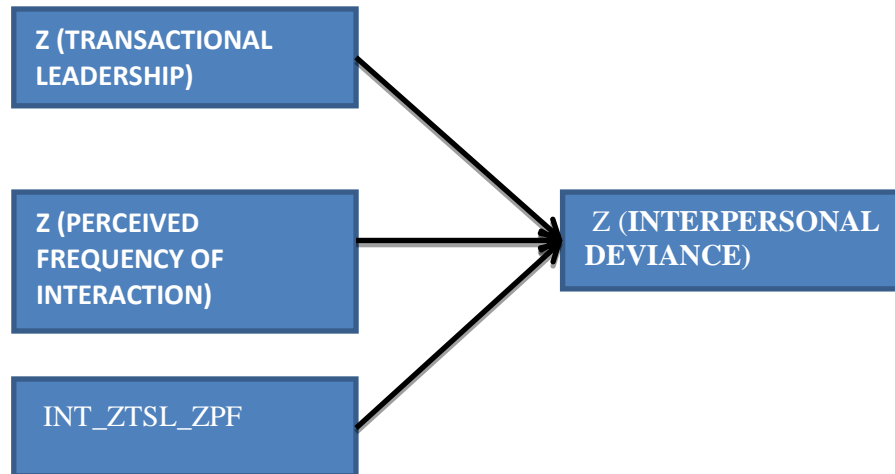 Z (TRANSACTIONAL
LEADERSHIP)
Z (PERCEIVED
FREQUENCY OF
INTERACTION)
Z (INTERPERSONAL
DEVIANCE)
INT_ZTSL_ZPF